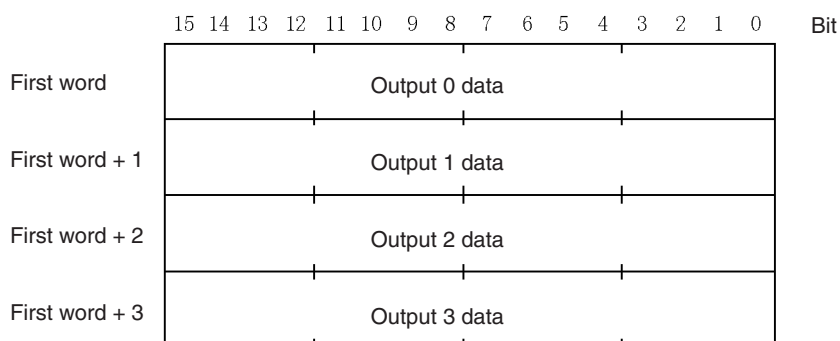 15 14 13 12 11 10 9 8 7 6 5 4 3 2 1 0 Bit
First word Output 0 data
First word + 1 Output 1 data
First word + 2 Output 2 data
First word + 3 Output 3 data